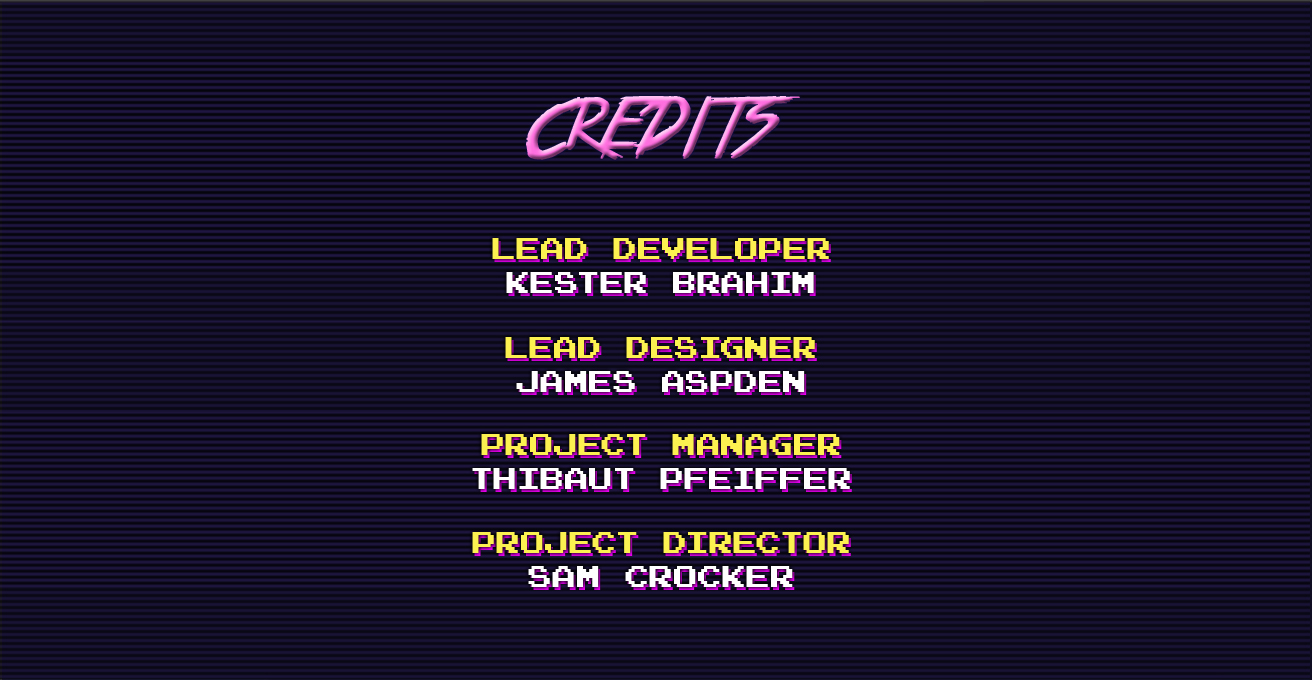 CREDITS
LEAD DEVELOPER
KESTER BRAHIM
LEAD DESIGNER
JAMES ASPDEN
PROJECT MANAGER
THIBAUT PFEIFFER
PROJECT DIRECTOR
SAM CROCKER